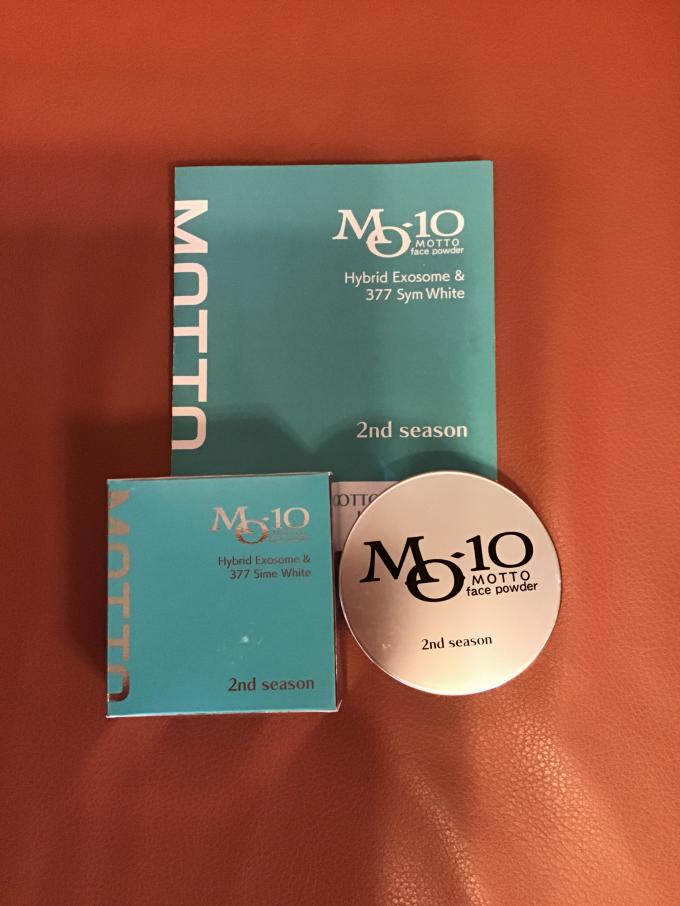 MOTTO
MO-10
MOTTO
face powder
Hybrid Exosome &
377 Sym White
2nd season
MOTTO
MO-10
Hybrid Exosome &
377 Sime White
2nd season
MO-10
MOTTO
face powder
2nd season